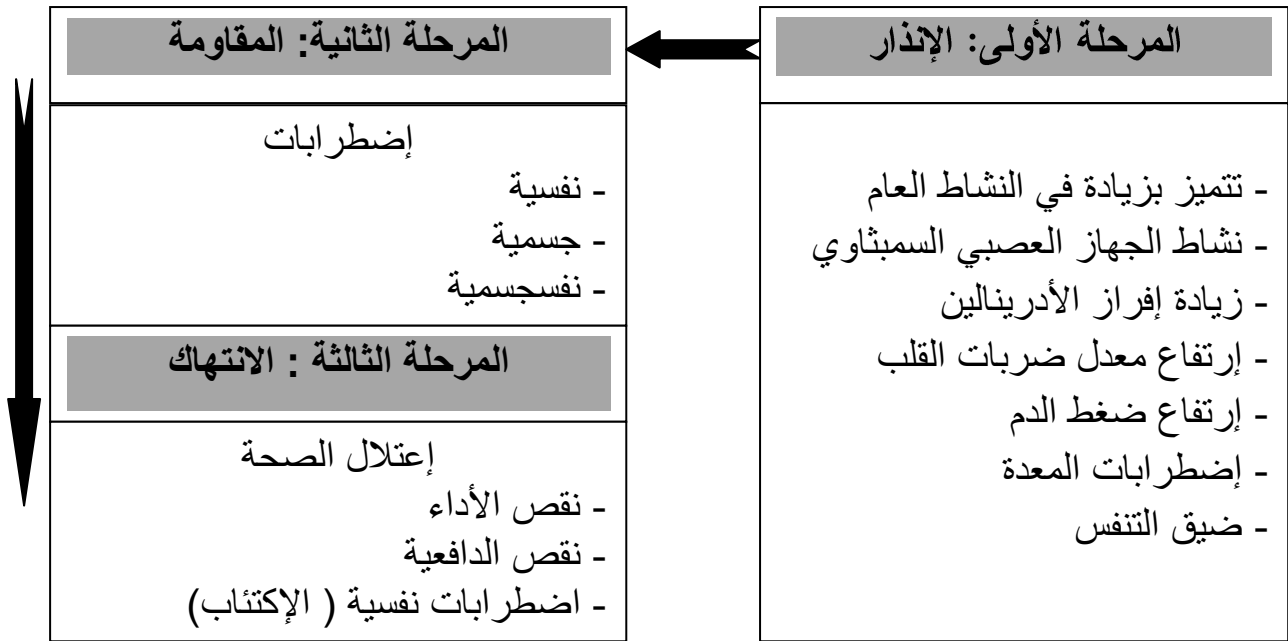 المرحلة الأولى: الإنذار
- تتميز بزيادة في النشاط العام
- نشاط الجهاز العصبي السمبثاوي
- زيادة إفراز الأدرينالين
- إرتفاع معدل ضربات القلب
- إرتفاع ضغط الدم
- إضطرابات المعدة
- ضيق التنفس
المرحلة الثانية: المقاومة
إضطرابات
- نفسية
- جسمية
- نفسجسمية
المرحلة الثالثة : الانتهاك
إعتلال الصحة
- نقص الأداء
- نقص الدافعية
- اضطرابات نفسية ( الإكتئاب)